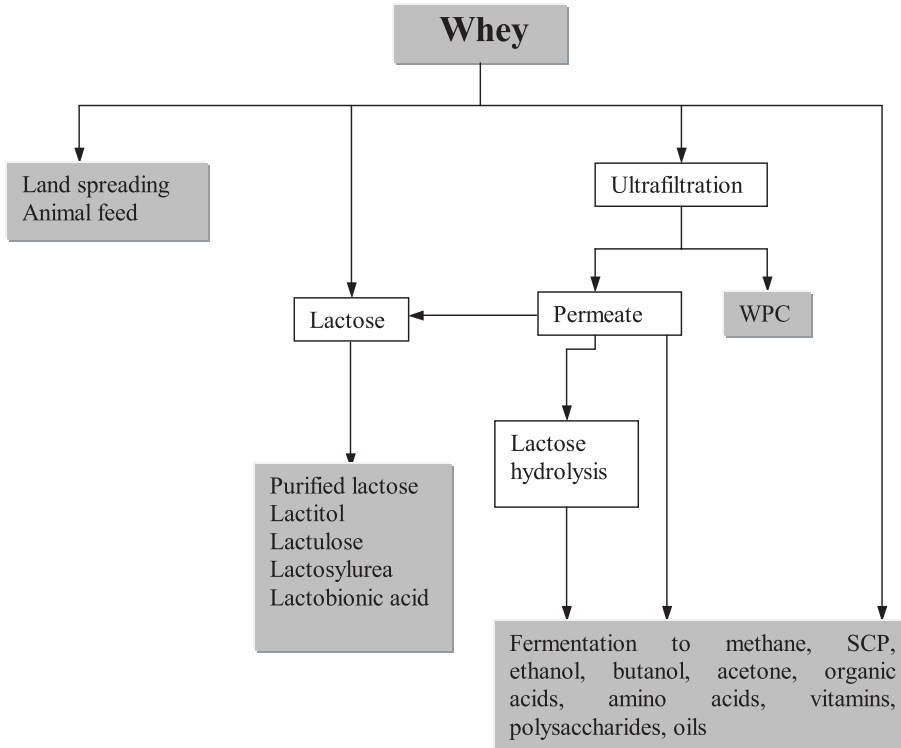 Whey
Land spreading
Animal feed
Ultrafiltration
Lactose
Permeate
WPC
Lactose
hydrolysis
Purified lactose
Lactitol
Lactulose
Lactosylurea
Lactobionic acid
Fermentation to methane, SCP,
ethanol, butanol, acetone, organic
acids, amino acids, vitamins,
polysaccharides, oils